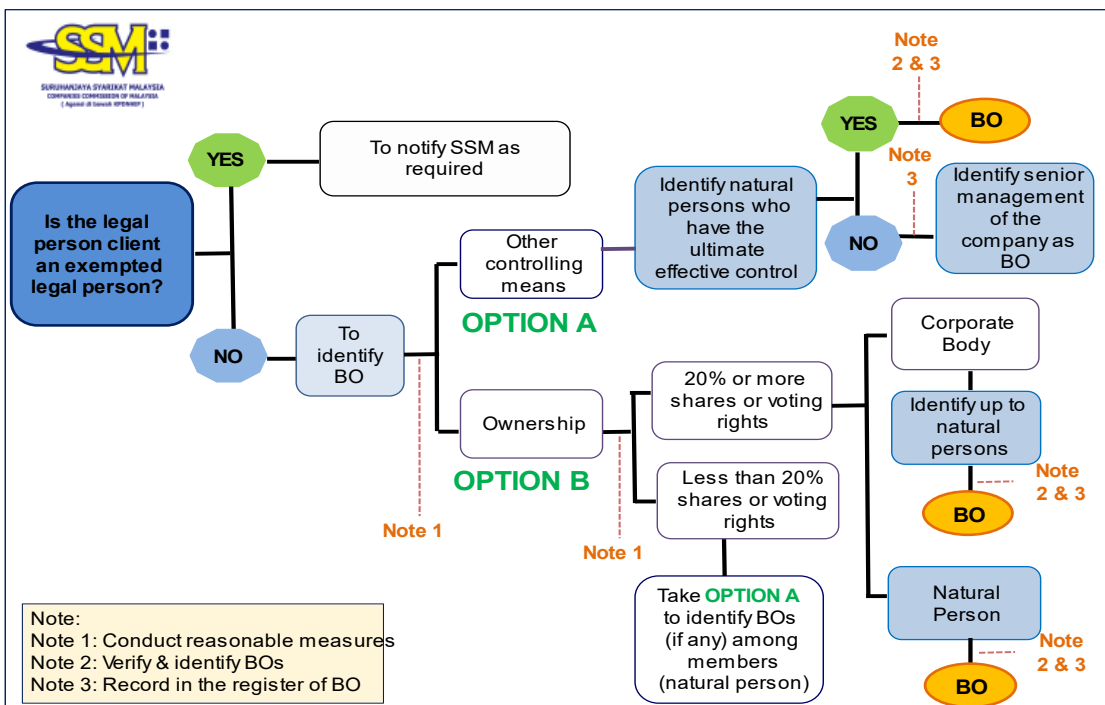 SSM
SURUHANJAYA SYARIKAT MALAYSIA
COMPANIES COMMISSION OF MALAYSIA
Is the legal
person client
an exempted
legal person?
YES
To notify SSM as
required
NO
To
identify
BO
Note 1
Other
controlling
means
OPTION A
Identify natural
persons who
have the
ultimate
effective control
YES
Note
2 & 3
BO
NO
Note
3
Identify senior
management
of the
company as
BO
Ownership
OPTION B
Note 1
20% or more
shares or voting
rights
Less than 20%
shares or voting
rights
Take OPTION A
to identify BOs
(if any) among
members
(natural person)
Corporate
Body
Identify up to
natural
persons
Note
2 & 3
BO
Natural
Person
Note
2 & 3
BO
Note:
Note 1: Conduct reasonable measures
Note 2: Verify & identify BOs
Note 3: Record in the register of BO